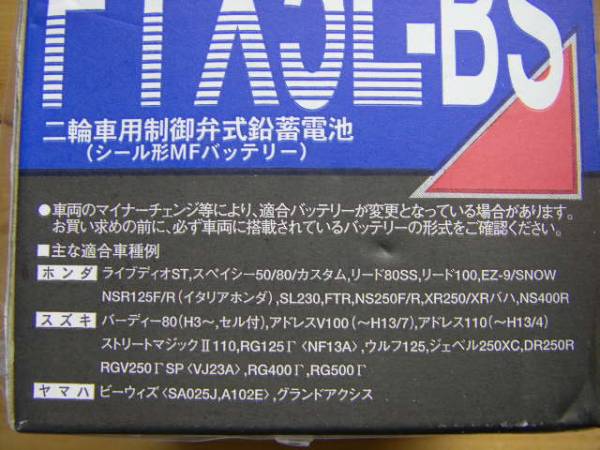 FTX5L-BS
二輪車用制御弁式鉛蓄電池
(シール形MFバッテリー)
●車両のマイナーチェンジ等により、適合バッテリーが変更となっている場合があります。
お買い求めの前に、必ず車両に搭載されているバッテリーの形式をご確認ください。
■主な適合車種例
ホンダ ライブディオST,スペイシー50/80/カスタム,リード80SS,リード100,EZ-9/SNOW
NSR125F/R(イタリアホンダ),SL230,FTR,NS250F/R,XR250/XRバハ,NS400R
スズキ バーディー80(H3〜,セル付),アドレスV100(〜H13/7),アドレス110(〜H13/4)
ストリートマジックⅡ110,RG125Γ〈NF13A〉,ウルフ125,ジェベル250XC,DR250R
RGV250ΓSP〈VJ23A〉,RG400Γ,RG500Γ
ヤマハ ビーウィズ〈SA025J,A102E〉,グランドアクシス